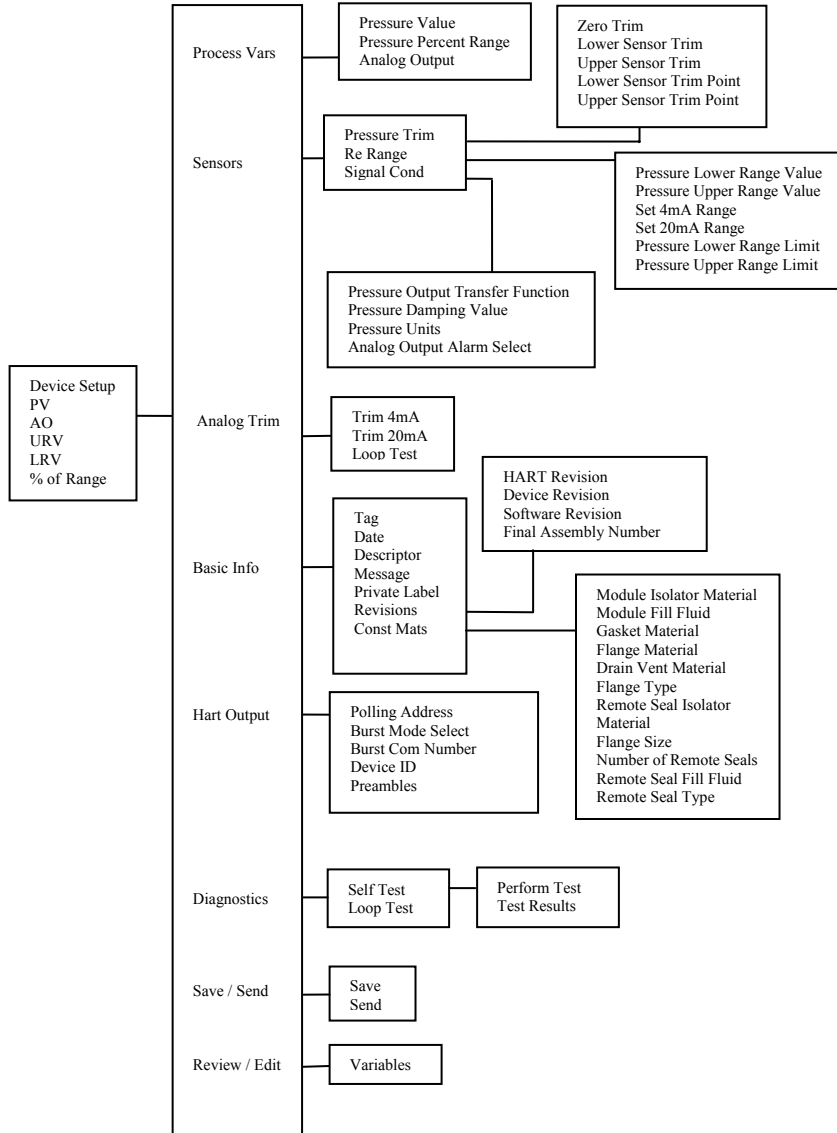 Device Setup
PV
AO
URV
LRV
% of Range
Process Vars
Pressure Value
Pressure Percent Range
Analog Output
Sensors
Pressure Trim
Re Range
Signal Cond
Zero Trim
Lower Sensor Trim
Upper Sensor Trim
Lower Sensor Trim Point
Upper Sensor Trim Point
Pressure Lower Range Value
Pressure Upper Range Value
Set 4mA Range
Set 20mA Range
Pressure Lower Range Limit
Pressure Upper Range Limit
Pressure Output Transfer Function
Pressure Damping Value
Pressure Units
Analog Output Alarm Select
Analog Trim
Trim 4mA
Trim 20mA
Loop Test
Basic Info
Tag
Date
Descriptor
Message
Private Label
Revisions
Const Mats
HART Revision
Device Revision
Software Revision
Final Assembly Number
Module Isolator Material
Module Fill Fluid
Gasket Material
Flange Material
Drain Vent Material
Flange Type
Remote Seal Isolator
Material
Flange Size
Number of Remote Seals
Remote Seal Fill Fluid
Remote Seal Type
Hart Output
Polling Address
Burst Mode Select
Burst Com Number
Device ID
Preambles
Diagnostics
Self Test
Loop Test
Perform Test
Test Results
Save / Send
Save
Send
Review / Edit
Variables